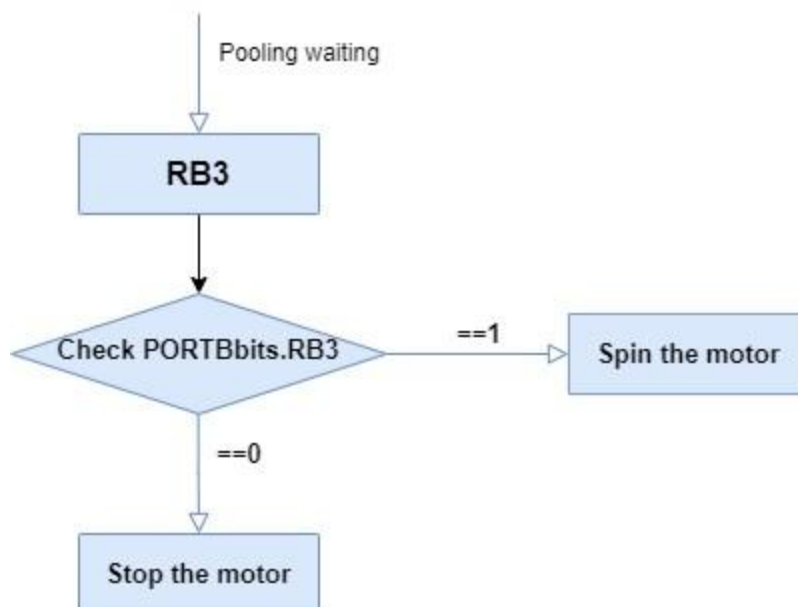 Pooling waiting
RB3
Check PORTBbits.RB3
==1
Spin the motor
==0
Stop the motor